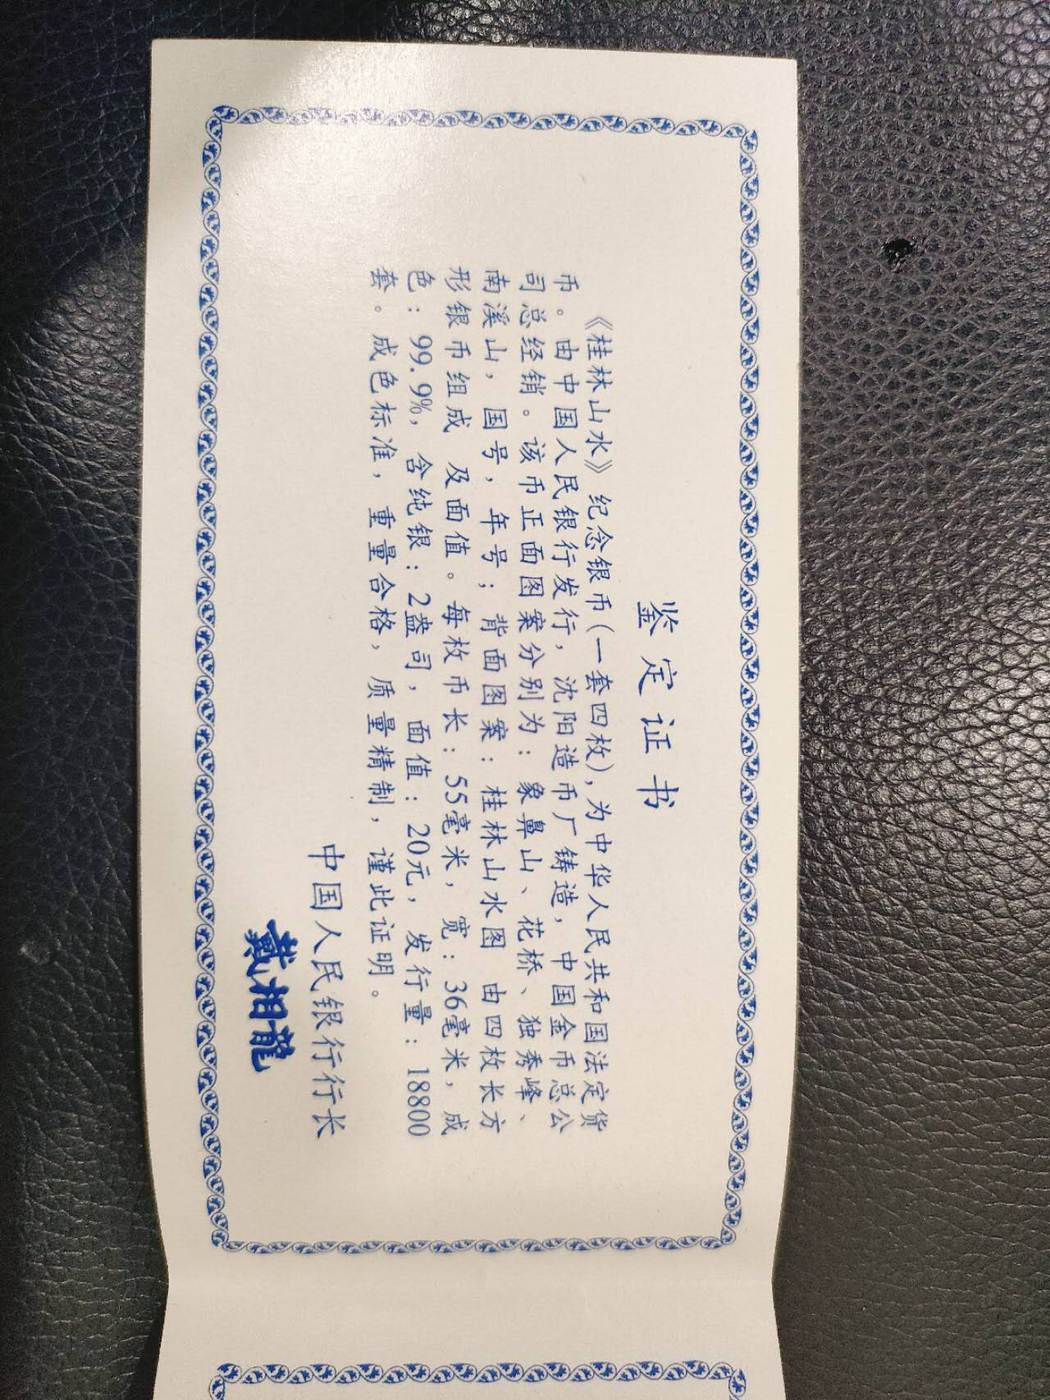 鉴定证书
《桂林山水》纪念银币(一套四枚),为中华人民共和国法定货
币。由中国人民银行发行,沈阳造币厂铸造,中国金币总公
司总经销。该币正面图案分别为:象鼻山、花桥、独秀峰、
南溪山,国号,年号;背面图案:桂林山水图 由四枚长方
形银币组成 及面值。每枚币长:55毫米,宽:36毫米,成
色:99.9%,含纯银:2盎司,面值:20元,发行量:18800
套。成色标准,重量合格,质量精制,谨此证明。
中国人民银行行长
戴相龍